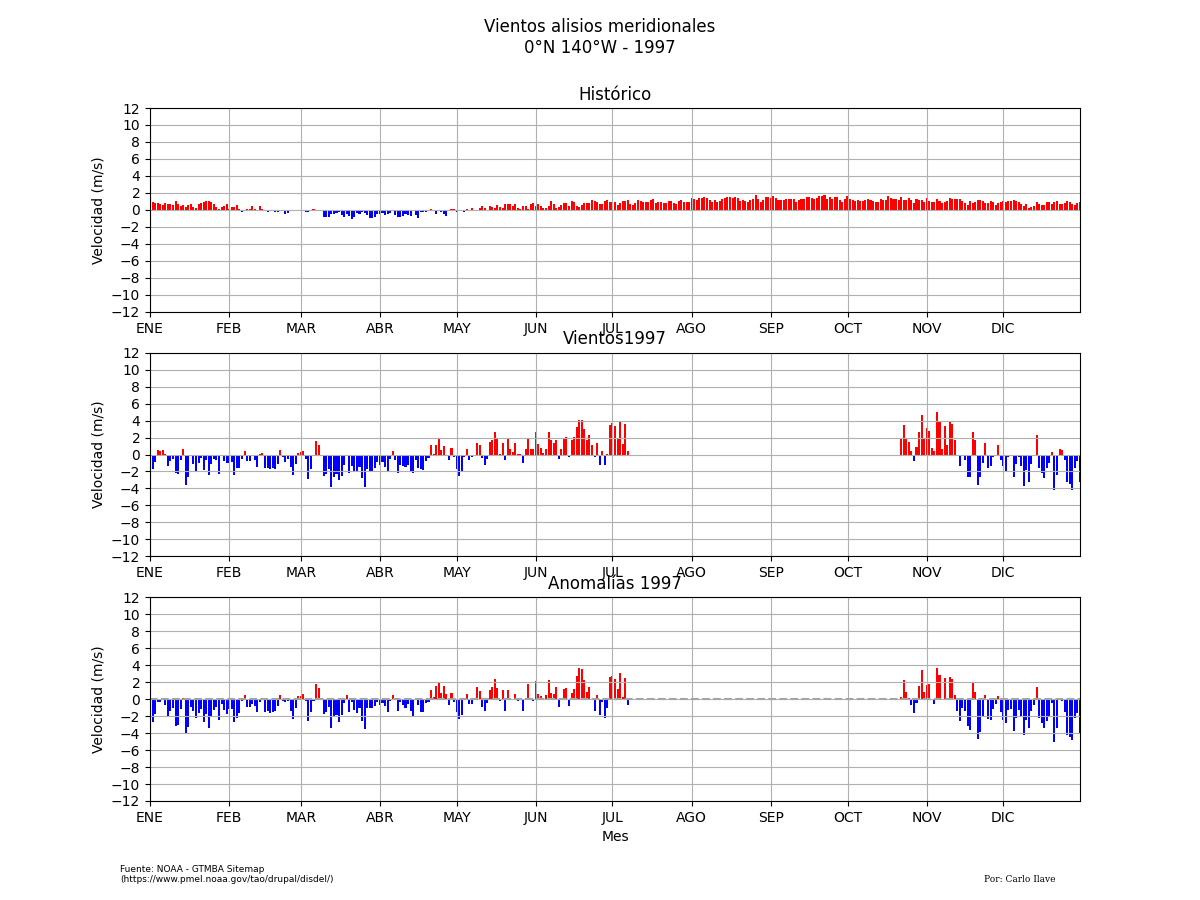 Vientos alisios meridionales
0°N 140°W - 1997
Histórico
12
10
8
6
4
2
0
−2
−4
−6
−8
−10
−12
Velocidad (m/s)
ENE FEB MAR ABR MAY JUN JUL AGO SEP OCT NOV DIC
Vientos1997
12
10
8
6
4
2
0
−2
−4
−6
−8
−10
−12
Velocidad (m/s)
ENE FEB MAR ABR MAY JUN JUL AGO SEP OCT NOV DIC
Anomalías 1997
12
10
8
6
4
2
0
−2
−4
−6
−8
−10
−12
Velocidad (m/s)
ENE FEB MAR ABR MAY JUN JUL AGO SEP OCT NOV DIC
Mes
Fuente: NOAA - GTMBA Sitemap
(https://www.pmel.noaa.gov/tao/drupal/disdel/)
Por: Carlo Ilave